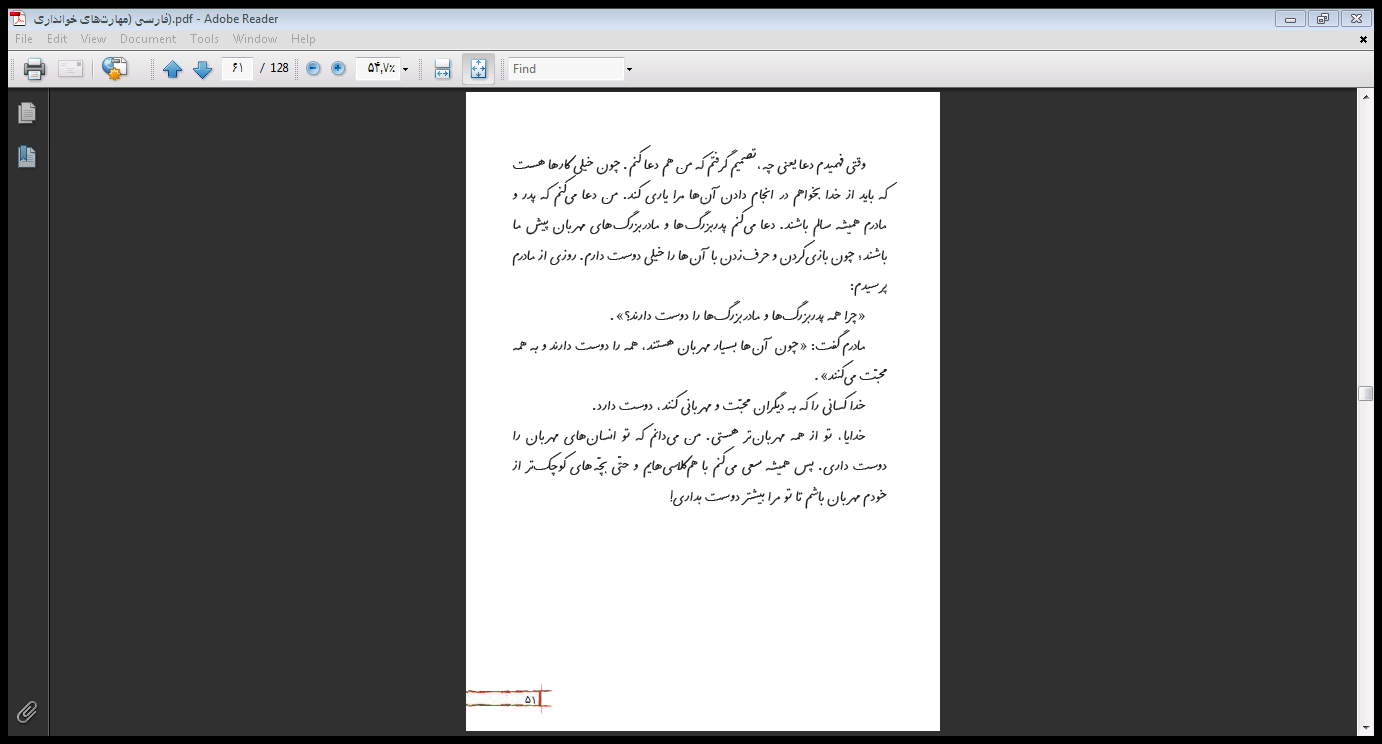 (فارسی (مهارت‌های خوانداری.pdf - Adobe Reader
File Edit View Document Tools Window Help
۶۱ / 128 ۵۴,۷% Find
وقتی فهمیدم دعا یعنی چه، تصمیم گرفتم که من هم دعا کنم. چون خیلی کارها هست
که باید از خدا بخواهم در انجام دادن آن‌ها مرا یاری کند. من دعا می‌کنم که پدر و
مادرم همیشه سالم باشند. دعا می‌کنم پدربزرگ‌ها و مادربزرگ‌های مهربان پیش ما
باشند؛ چون بازی‌کردن و حرف‌زدن با آن‌ها را خیلی دوست دارم. روزی از مادرم
پرسیدم:
«چرا همه پدربزرگ‌ها و مادربزرگ‌ها را دوست دارند؟».
مادرم گفت: «چون آن‌ها بسیار مهربان هستند، همه را دوست دارند و به همه
محبّت می‌کنند».
خدا کسانی را که به دیگران محبّت و مهربانی کنند، دوست دارد.
خدایا، تو از همه مهربان‌تر هستی. من می‌دانم که تو انسان‌های مهربان را
دوست داری. پس همیشه سعی می‌کنم با هم‌کلاسی‌هایم و حتّی بچّه‌های کوچک‌تر از
خودم مهربان باشم تا تو مرا بیشتر دوست بداری!
۵۱